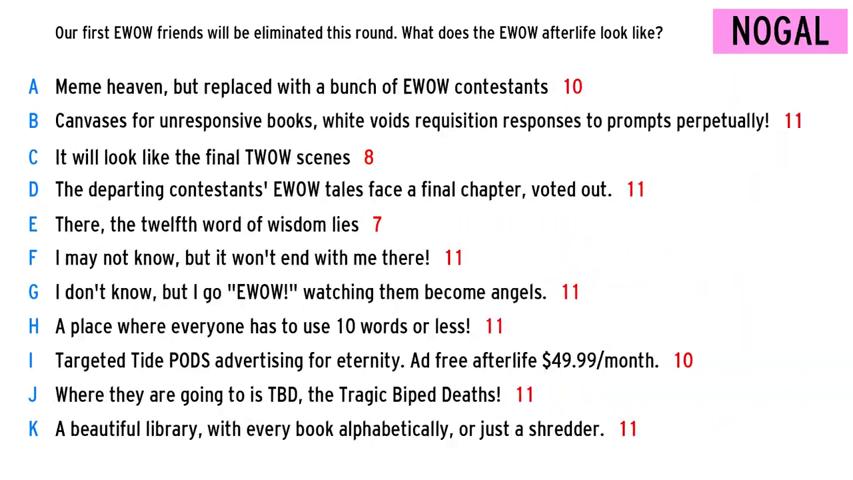 Our first EWOW friends will be eliminated this round. What does the EWOW afterlife look like?
NOGAL
A Meme heaven, but replaced with a bunch of EWOW contestants 10
B Canvases for unresponsive books, white voids requisition responses to prompts perpetually! 11
C It will look like the final TWOW scenes 8
D The departing contestants' EWOW tales face a final chapter, voted out. 11
E There, the twelfth word of wisdom lies 7
F I may not know, but it won't end with me there! 11
G I don't know, but I go "EWOW!" watching them become angels. 11
H A place where everyone has to use 10 words or less! 11
I Targeted Tide PODS advertising for eternity. Ad free afterlife $49.99/month. 10
J Where they are going to is TBD, the Tragic Biped Deaths! 11
K A beautiful library, with every book alphabetically, or just a shredder. 11